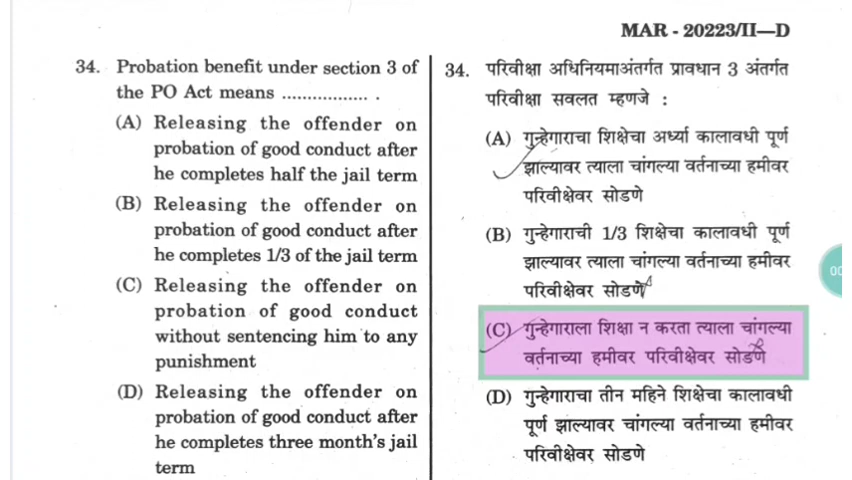 MAR - 20223/II—D
34. Probation benefit under section 3 of
the PO Act means ................ .
(A) Releasing the offender on
probation of good conduct after
he completes half the jail term
(B) Releasing the offender on
probation of good conduct after
he completes 1/3 of the jail term
(C) Releasing the offender on
probation of good conduct
without sentencing him to any
punishment
(D) Releasing the offender on
probation of good conduct after
he completes three month's jail
term
34. परिवीक्षा अधिनियमाअंतर्गत प्रावधान 3 अंतर्गत
परिवीक्षा सवलत म्हणजे :
(A) गुन्हेगाराचा शिक्षेचा अर्ध्या कालावधी पूर्ण
झाल्यावर त्याला चांगल्या वर्तनाच्या हमीवर
परिवीक्षेवर सोडणे
(B) गुन्हेगाराची 1/3 शिक्षेचा कालावधी पूर्ण
झाल्यावर त्याला चांगल्या वर्तनाच्या हमीवर
परिवीक्षेवर सोडणे
(C) गुन्हेगाराला शिक्षा न करता त्याला चांगल्या
वर्तनाच्या हमीवर परिवीक्षेवर सोडणे
(D) गुन्हेगाराचा तीन महिने शिक्षेचा कालावधी
पूर्ण झाल्यावर चांगल्या वर्तनाच्या हमीवर
परिवीक्षेवर सोडणे